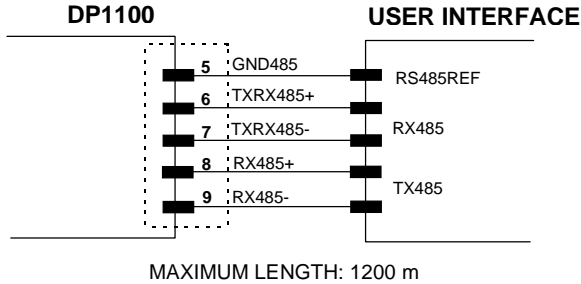 DP1100
USER INTERFACE
5 GND485
RS485REF
6 TXRX485+
7 TXRX485-
RX485
8 RX485+
9 RX485-
TX485
MAXIMUM LENGTH: 1200 m